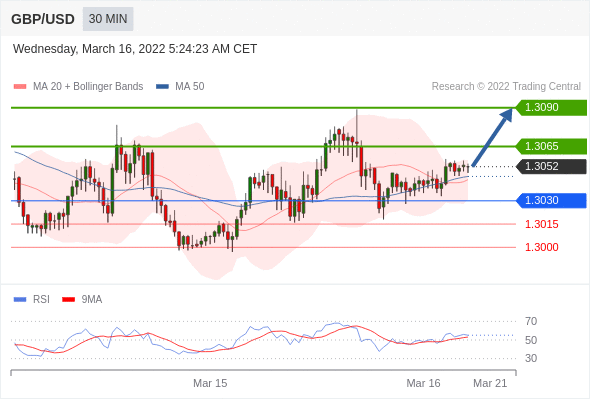 GBP/USD 30 MIN
Wednesday, March 16, 2022 5:24:23 AM CET
MA 20 + Bollinger Bands MA 50 Research © 2022 Trading Central
1.3090
1.3065
1.3052
1.3030
1.3015
1.3000
RSI 9MA
70
50
30
Mar 15 Mar 16 Mar 21